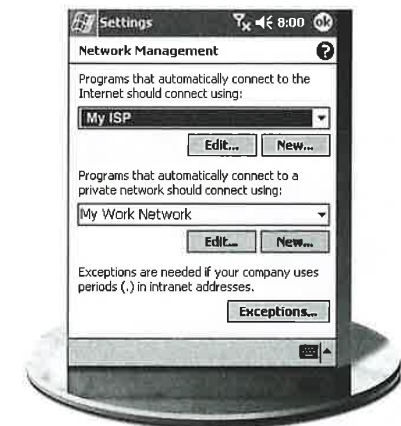 Settings 8:00 ok
Network Management ?
Programs that automatically connect to the
Internet should connect using:
My ISP
Edit... New...
Programs that automatically connect to a
private network should connect using:
My Work Network
Edit... New...
Exceptions are needed if your company uses
periods (.) in intranet addresses.
Exceptions...